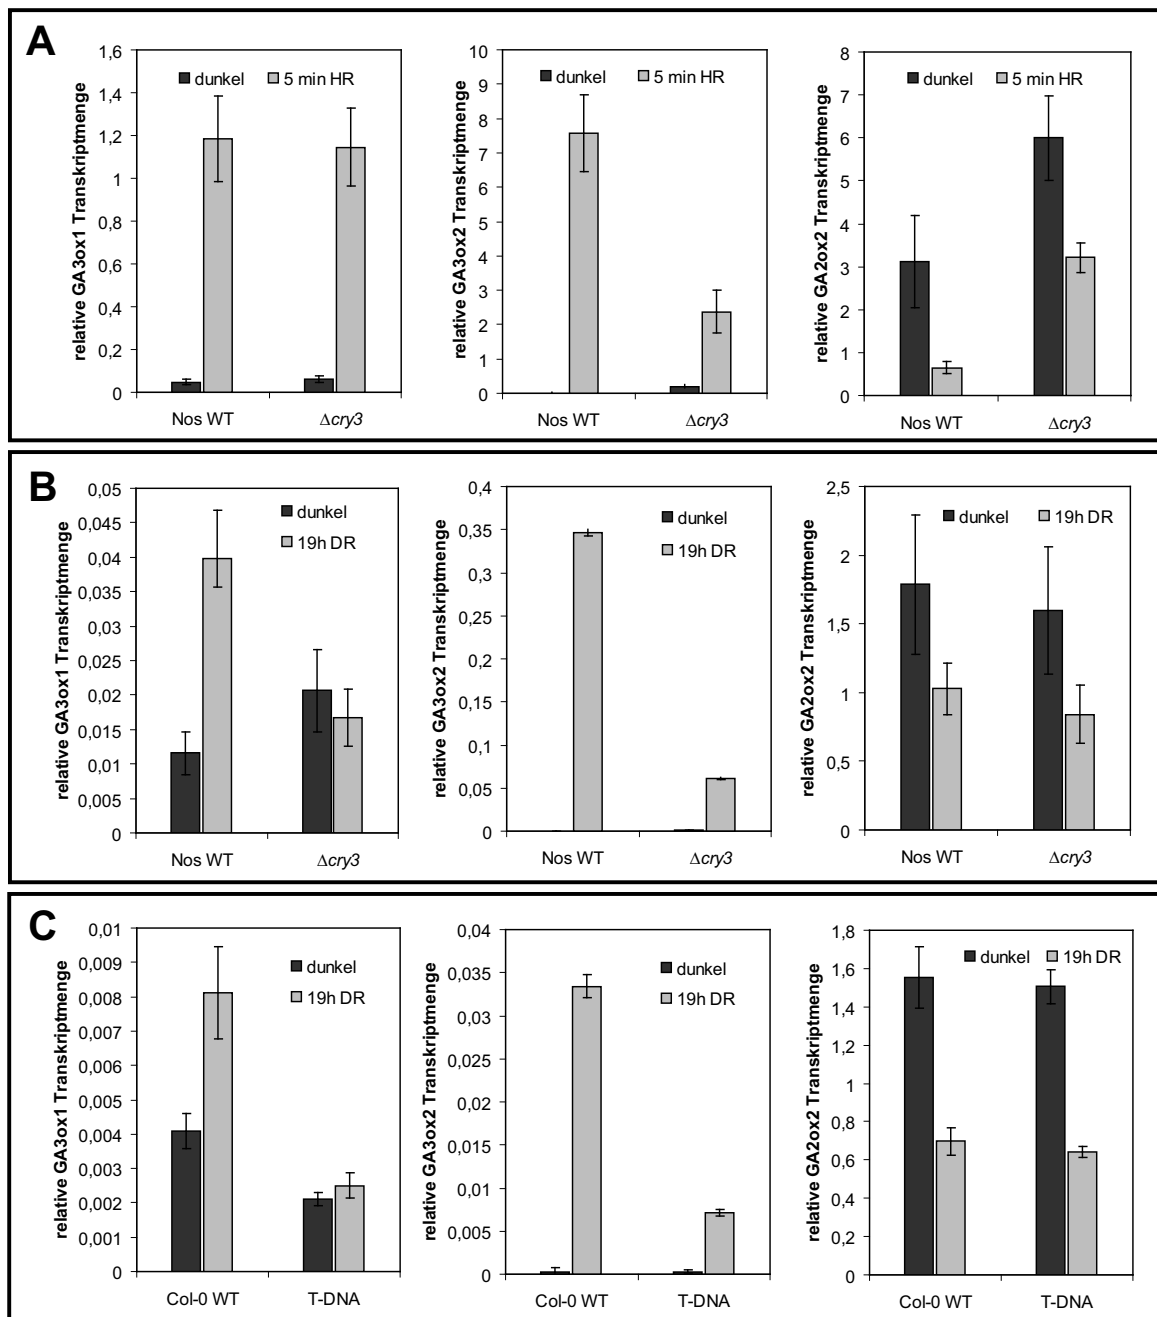 A
relative GA3ox1 Transkriptmenge
1,6
1,4
1,2
1
0,8
0,6
0,4
0,2
0
dunkel 5 min HR
Nos WT Δcry3
relative GA3ox2 Transkriptmenge
10
9
8
7
6
5
4
3
2
1
0
dunkel 5 min HR
Nos WT Δcry3
relative GA2ox2 Transkriptmenge
8
7
6
5
4
3
2
1
0
dunkel 5 min HR
Nos WT Δcry3
B
relative GA3ox1 Transkriptmenge
0,05
0,045
0,04
0,035
0,03
0,025
0,02
0,015
0,01
0,005
0
dunkel
19h DR
Nos WT Δcry3
relative GA3ox2 Transkriptmenge
0,4
0,35
0,3
0,25
0,2
0,15
0,1
0,05
0
dunkel
19h DR
Nos WT Δcry3
relative GA2ox2 Transkriptmenge
2,5
2
1,5
1
0,5
0
dunkel 19h DR
Nos WT Δcry3
C
relative GA3ox1 Transkriptmenge
0,01
0,009
0,008
0,007
0,006
0,005
0,004
0,003
0,002
0,001
0
dunkel
19h DR
Col-0 WT T-DNA
relative GA3ox2 Transkriptmenge
0,04
0,035
0,03
0,025
0,02
0,015
0,01
0,005
0
dunkel
19h DR
Col-0 WT T-DNA
relative GA2ox2 Transkriptmenge
1,8
1,6
1,4
1,2
1
0,8
0,6
0,4
0,2
0
dunkel 19h DR
Col-0 WT T-DNA